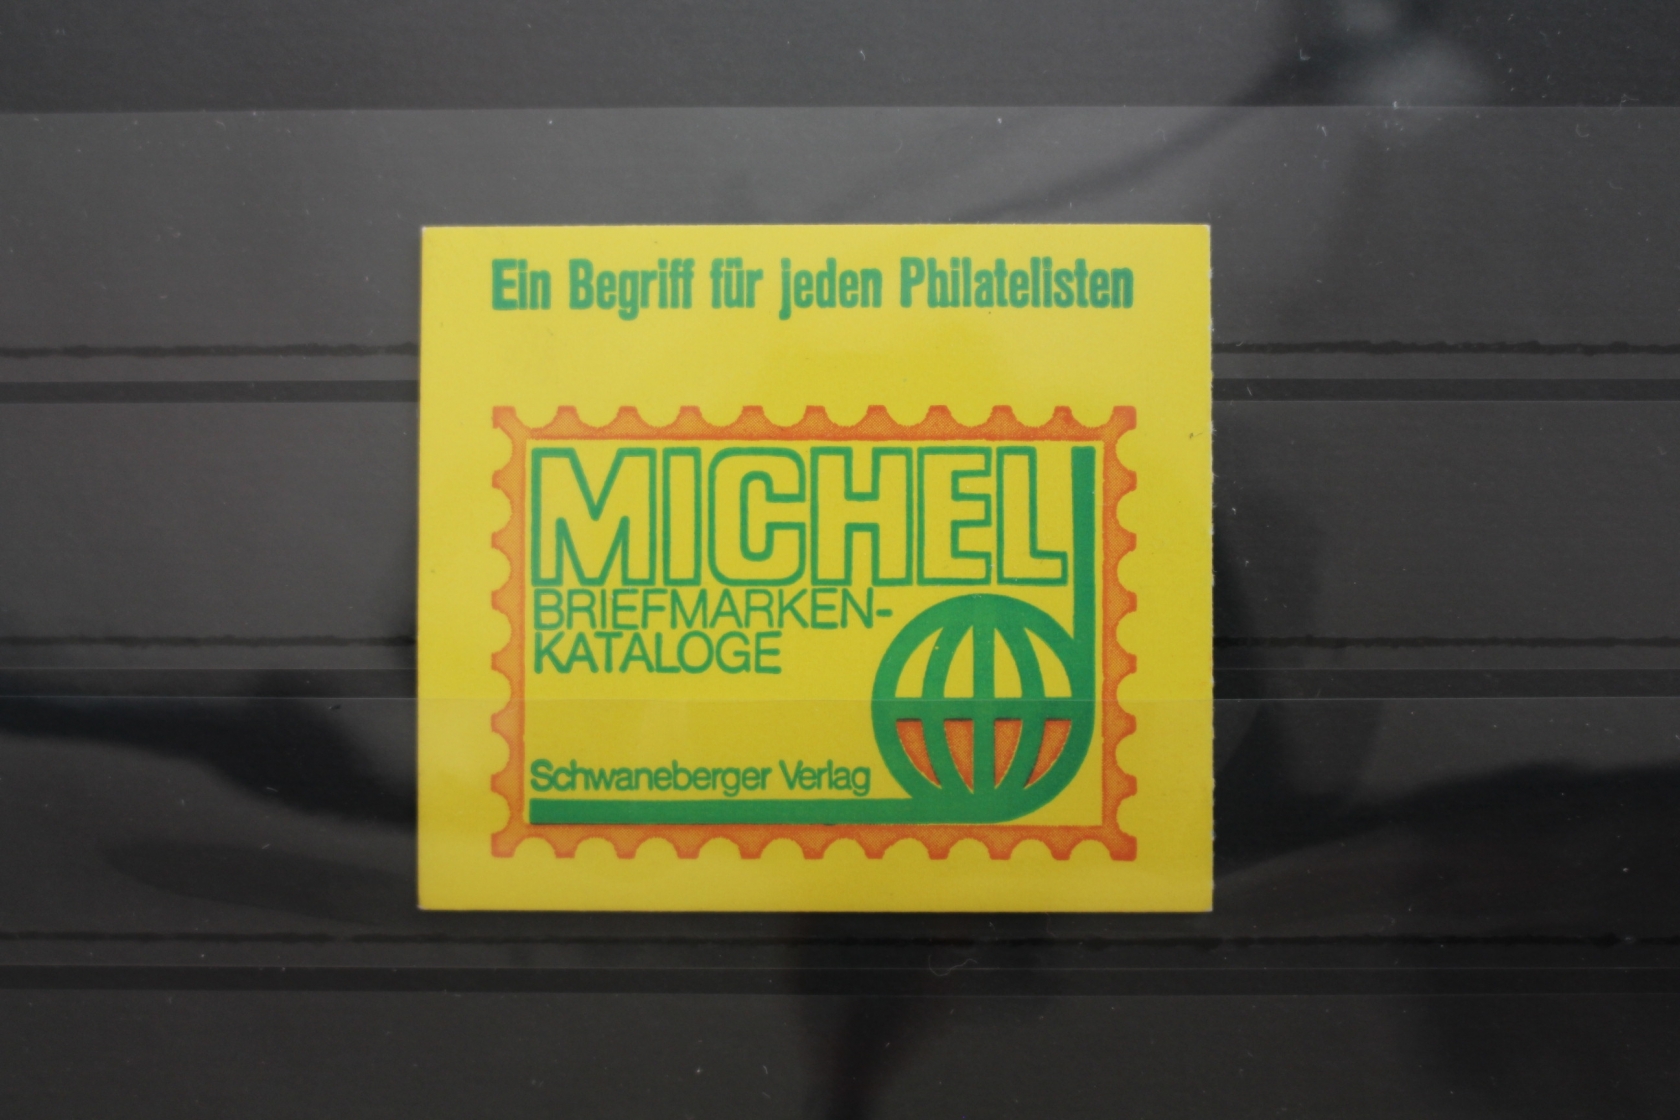 Ein Begriff für jeden Philatelisten
MICHEL
BRIEFMARKEN-
KATALOGE
Schwaneberger Verlag